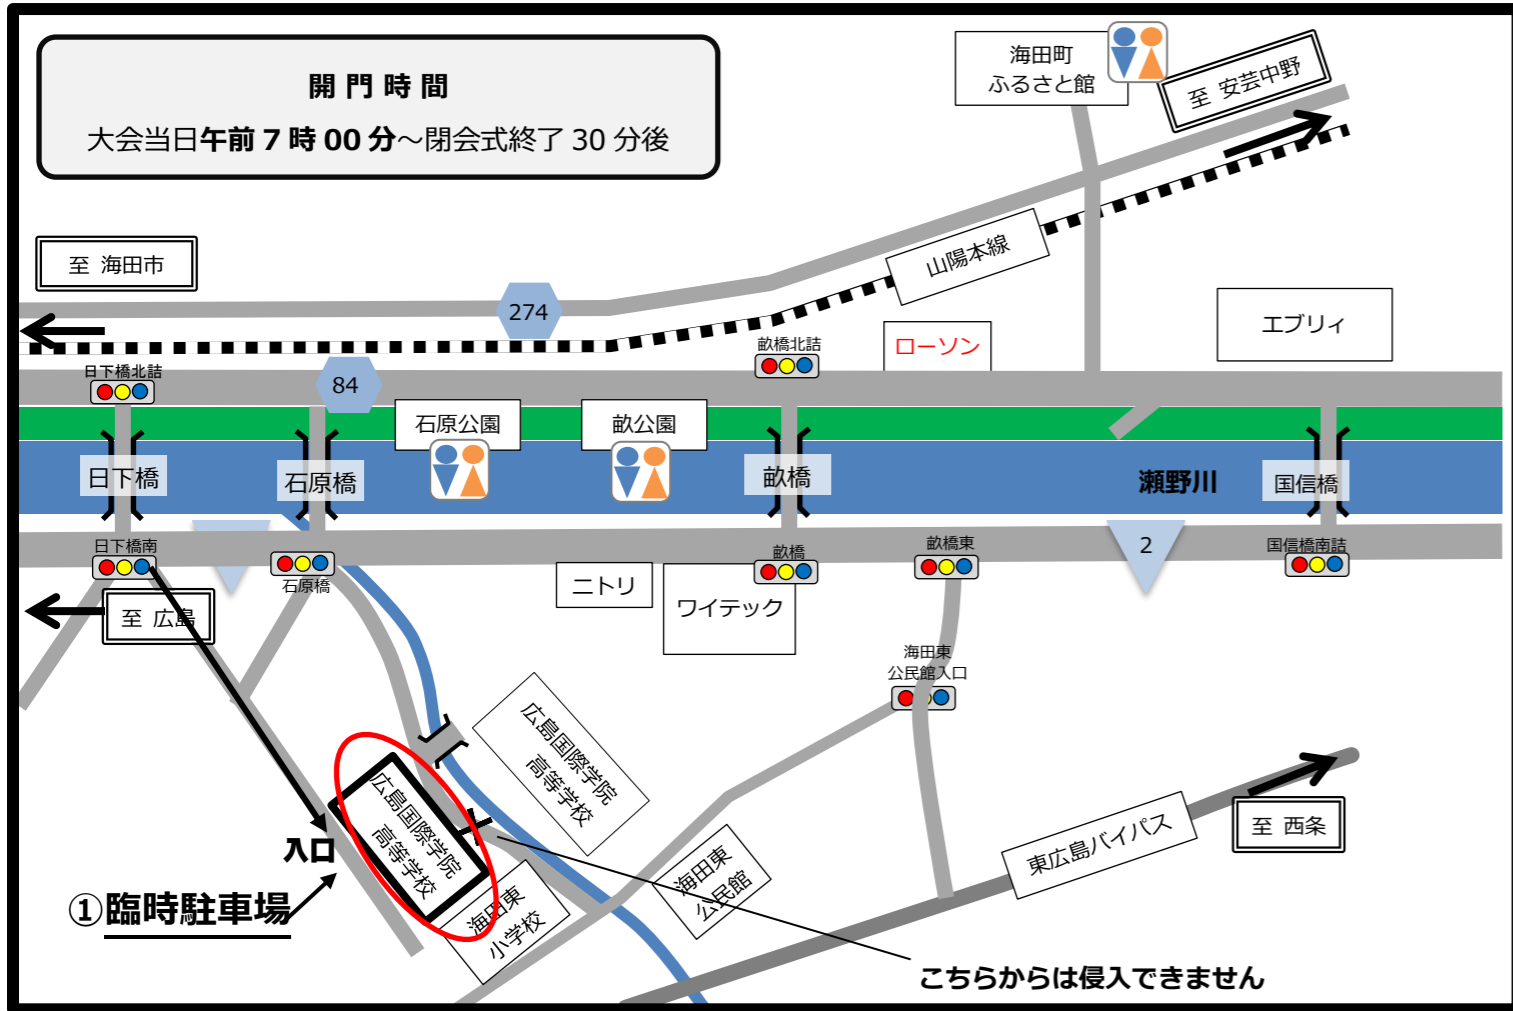 開門時間
大会当日午前7時00分～閉会式終了30分後
海田町
ふるさと館
至 安芸中野
至 海田市
274
山陽本線
エブリィ
ローソン
畝橋北詰
日下橋北詰
84
石原公園
畝公園
日下橋
石原橋
畝橋
瀬野川
国信橋
日下橋南
石原橋
畝橋
畝橋東
2
国信橋南詰
ニトリ
ワイテック
至 広島
海田東
公民館入口
広島国際学院
高等学校
広島国際学院
高等学校
入口
①臨時駐車場
海田東
小学校
海田東
公民館
東広島バイパス
至 西条
こちらからは侵入できません